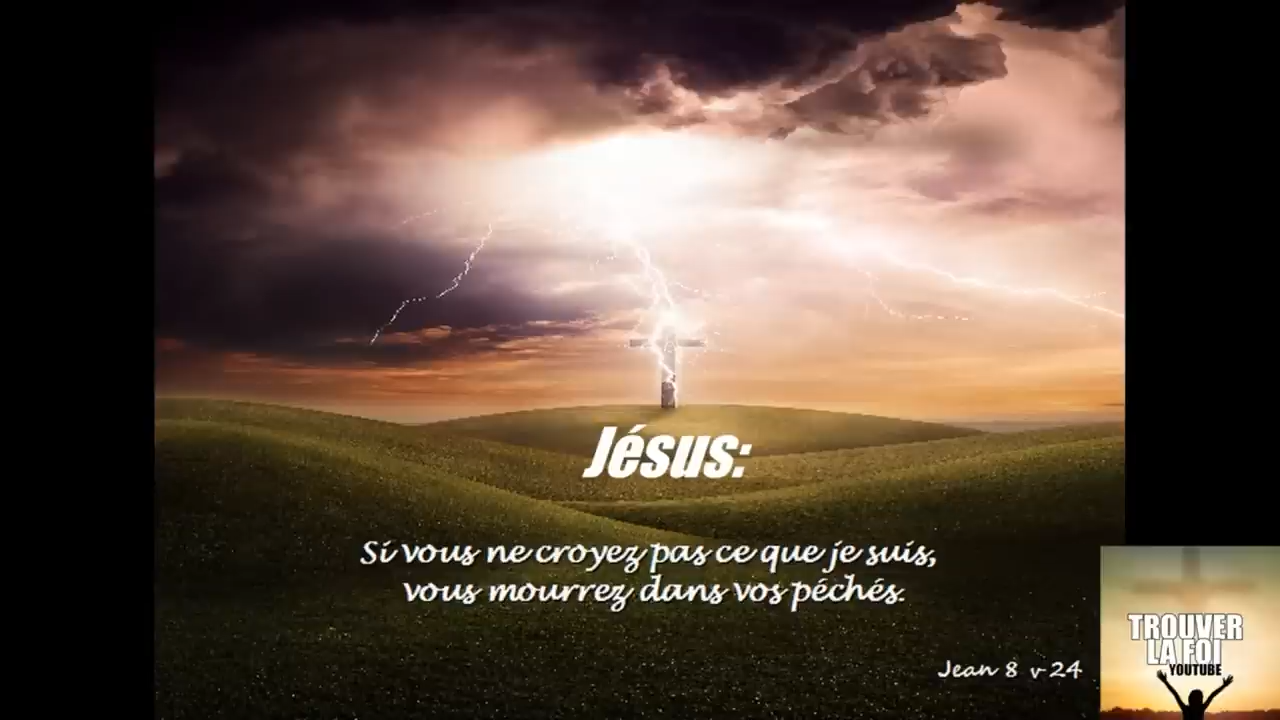 Jésus:
Si vous ne croyez pas ce que je suis,
vous mourrez dans vos péchés.
Jean 8 v 24
TROUVER
LA FOI
YOUTUBE